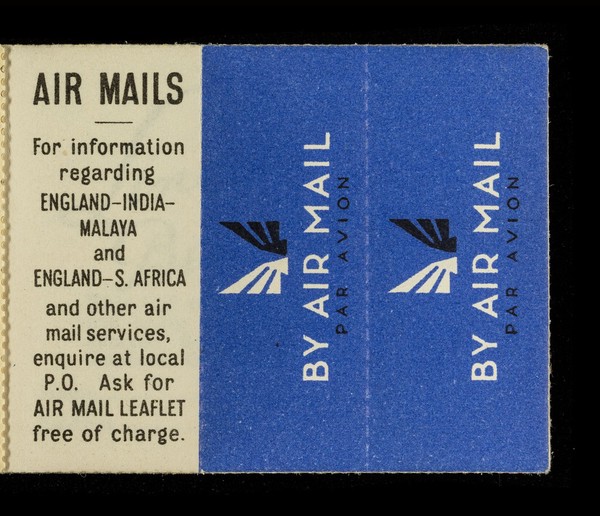 AIR MAILS
For information
regarding
ENGLAND–INDIA–
MALAYA
and
ENGLAND–S. AFRICA
and other air
mail services,
enquire at local
P.O. Ask for
AIR MAIL LEAFLET
free of charge.
BY AIR MAIL
PAR AVION
BY AIR MAIL
PAR AVION